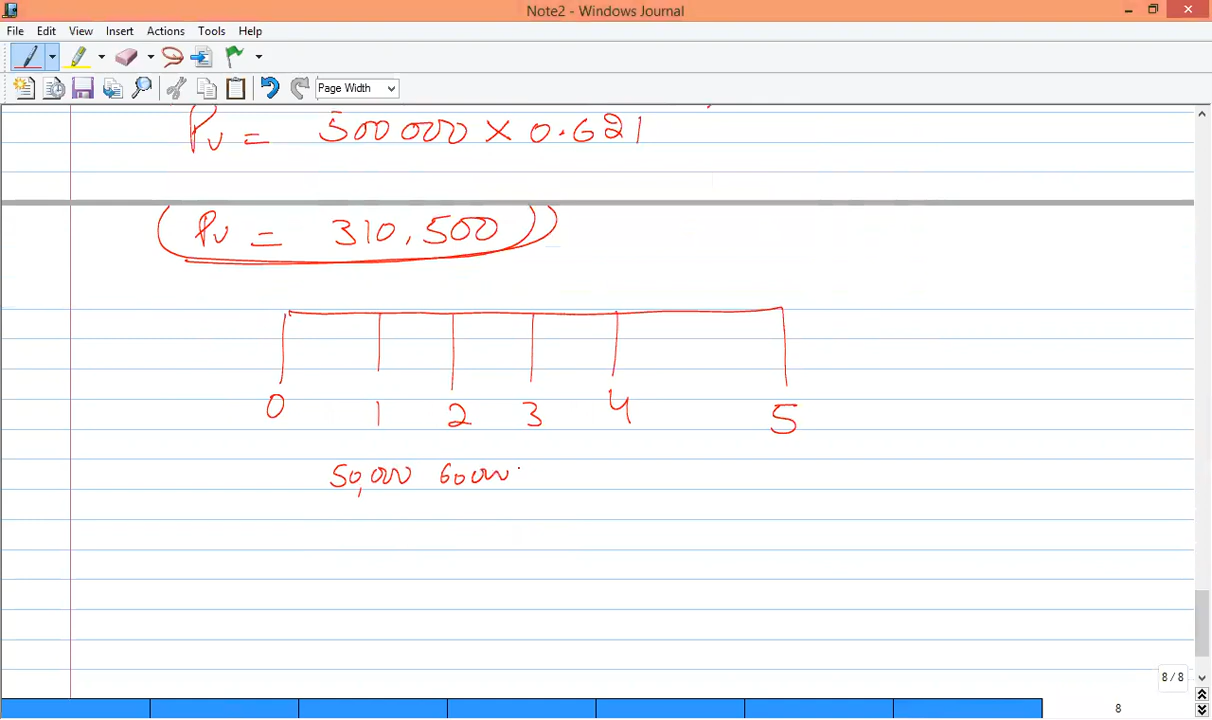 Note2 - Windows Journal
File Edit View Insert Actions Tools Help
Page Width
Pv = 500000 × 0.621
Pv = 310,500
0 1 2 3 4 5
50,000 60000
8 / 8
8